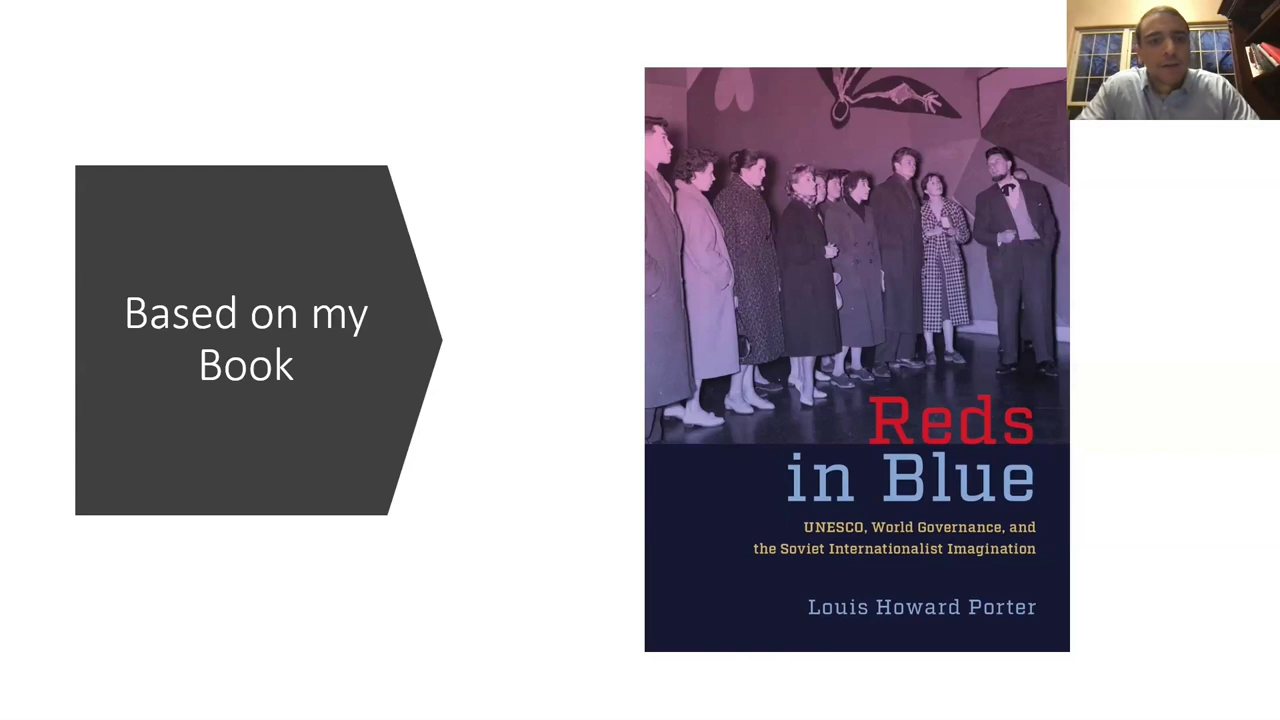 Based on my
Book
Reds
in Blue
UNESCO, World Governance, and
the Soviet Internationalist Imagination
Louis Howard Porter